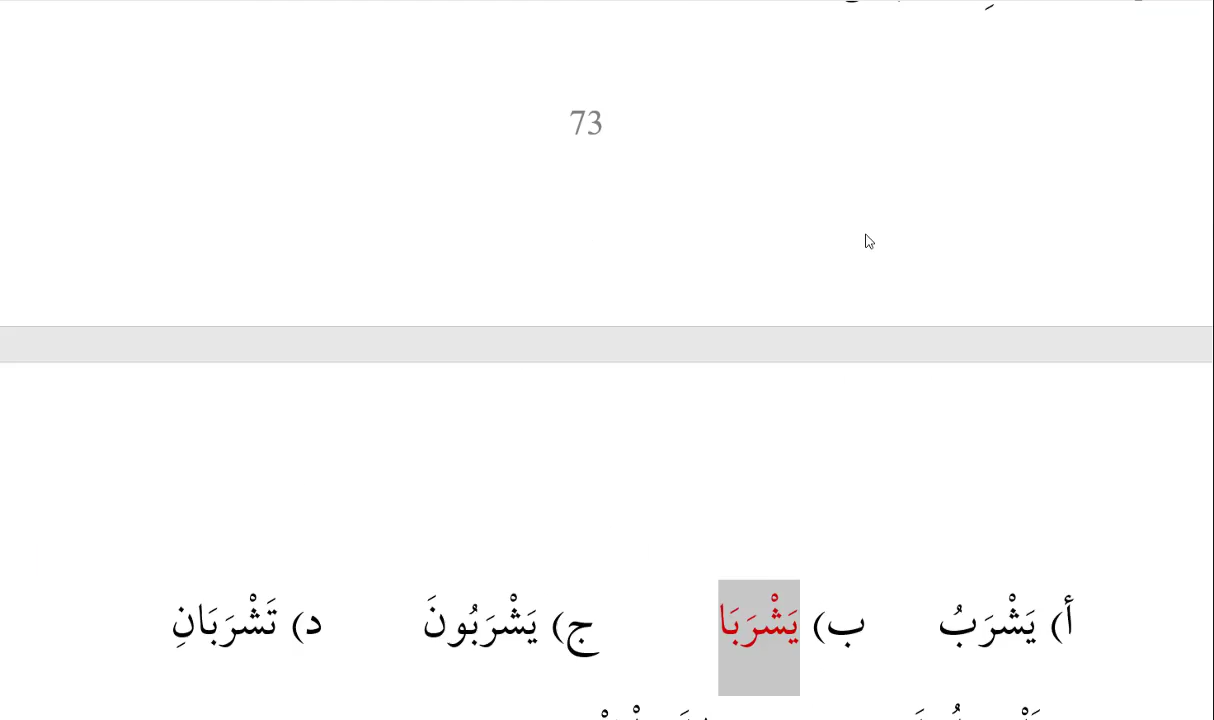 73
أ) يَشْرَبُ ب) يَشْرَبَا ج) يَشْرَبُونَ د) تَشْرَبَانِ